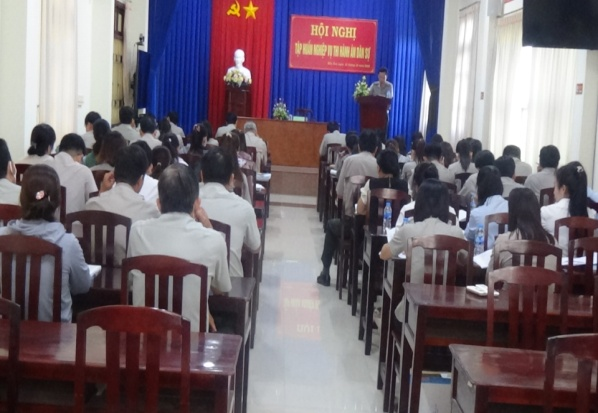 HỘI NGHỊ
TẬP HUẤN NGHIỆP VỤ THI HÀNH ÁN DÂN SỰ